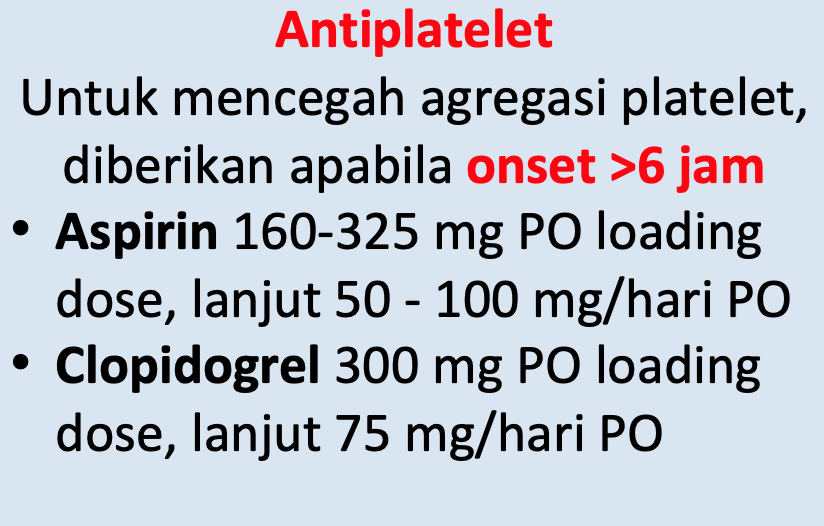 Antiplatelet
Untuk mencegah agregasi platelet,
diberikan apabila onset >6 jam
• Aspirin 160-325 mg PO loading
dose, lanjut 50 - 100 mg/hari PO
• Clopidogrel 300 mg PO loading
dose, lanjut 75 mg/hari PO